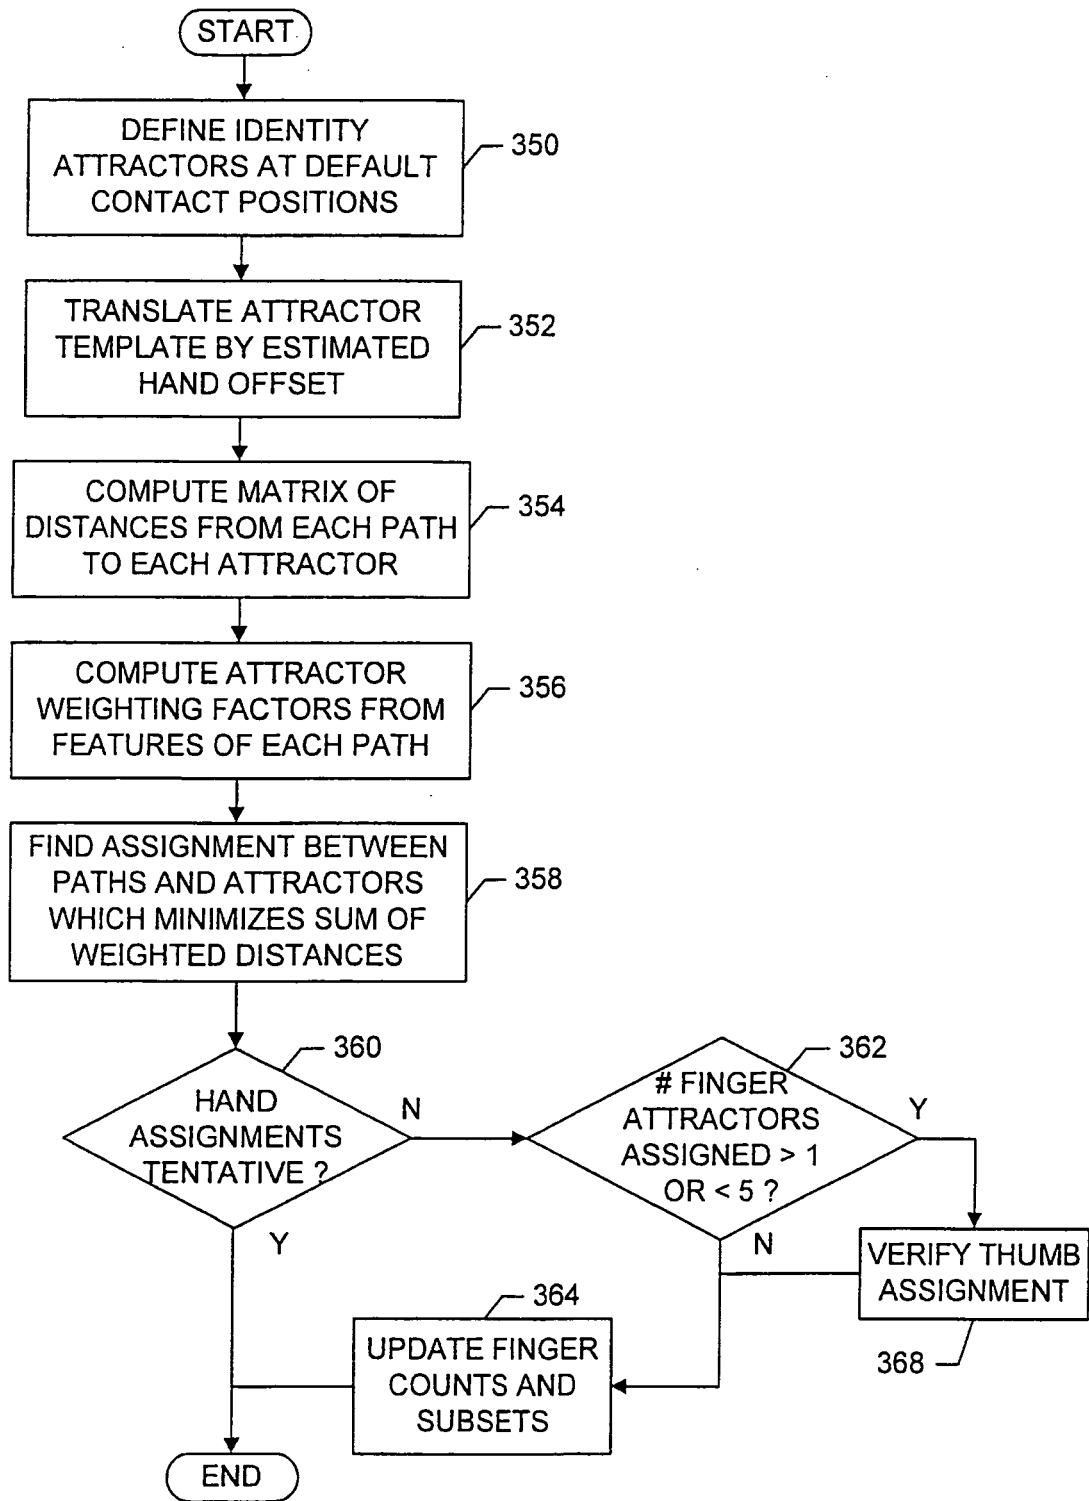 START
DEFINE IDENTITY
ATTRACTORS AT DEFAULT
CONTACT POSITIONS
350
TRANSLATE ATTRACTOR
TEMPLATE BY ESTIMATED
HAND OFFSET
352
COMPUTE MATRIX OF
DISTANCES FROM EACH PATH
TO EACH ATTRACTOR
354
COMPUTE ATTRACTOR
WEIGHTING FACTORS FROM
FEATURES OF EACH PATH
356
FIND ASSIGNMENT BETWEEN
PATHS AND ATTRACTORS
WHICH MINIMIZES SUM OF
WEIGHTED DISTANCES
358
360
HAND
ASSIGNMENTS
TENTATIVE ?
N
Y
362
# FINGER
ATTRACTORS
ASSIGNED > 1
OR < 5 ?
Y
N
VERIFY THUMB
ASSIGNMENT
368
364
UPDATE FINGER
COUNTS AND
SUBSETS
END